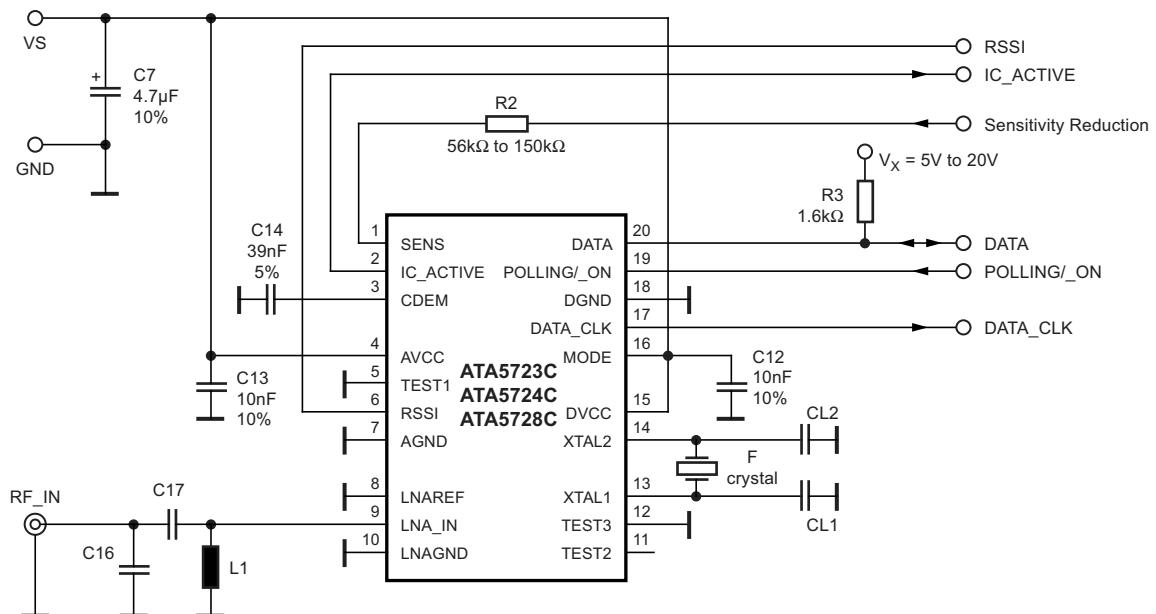 VS
C7
4.7µF
10%
+
GND
RSSI
IC_ACTIVE
R2
56kΩ to 150kΩ
Sensitivity Reduction
VX = 5V to 20V
R3
1.6kΩ
C14
39nF
5%
1
SENS
DATA
20
DATA
2
IC_ACTIVE
POLLING/_ON
19
POLLING/_ON
3
CDEM
DGND
18
DATA_CLK
17
DATA_CLK
4
AVCC
MODE
16
C13
10nF
10%
5
TEST1
ATA5723C
ATA5724C
ATA5728C
C12
10nF
10%
6
RSSI
DVCC
15
7
AGND
XTAL2
14
CL2
F
crystal
8
LNAREF
XTAL1
13
CL1
RF_IN
C17
9
LNA_IN
TEST3
12
C16
L1
10
LNAGND
TEST2
11